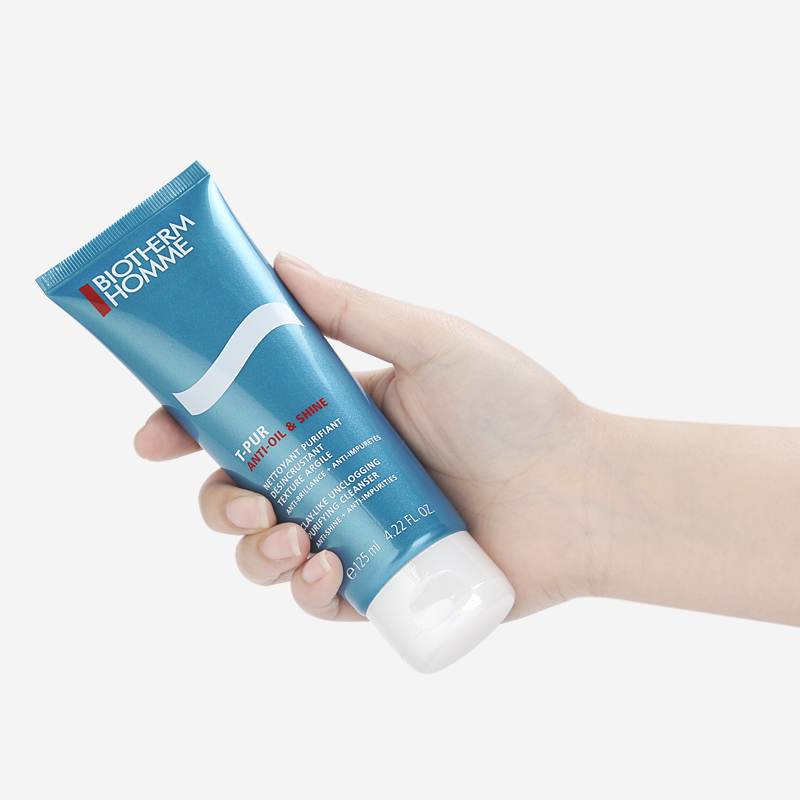 BIOTHERM
HOMME
T-PUR
ANTI-OIL & SHINE
NETTOYANT PURIFIANT
DESINCRUSTANT
TEXTURE ARGILE
ANTI-BRILLANCE + ANTI-IMPURETÉS
CLAY-LIKE UNCLOGGING
PURIFYING CLEANSER
ANTI-SHINE + ANTI-IMPURITIES
℮125 ml 4.22 FL.OZ.